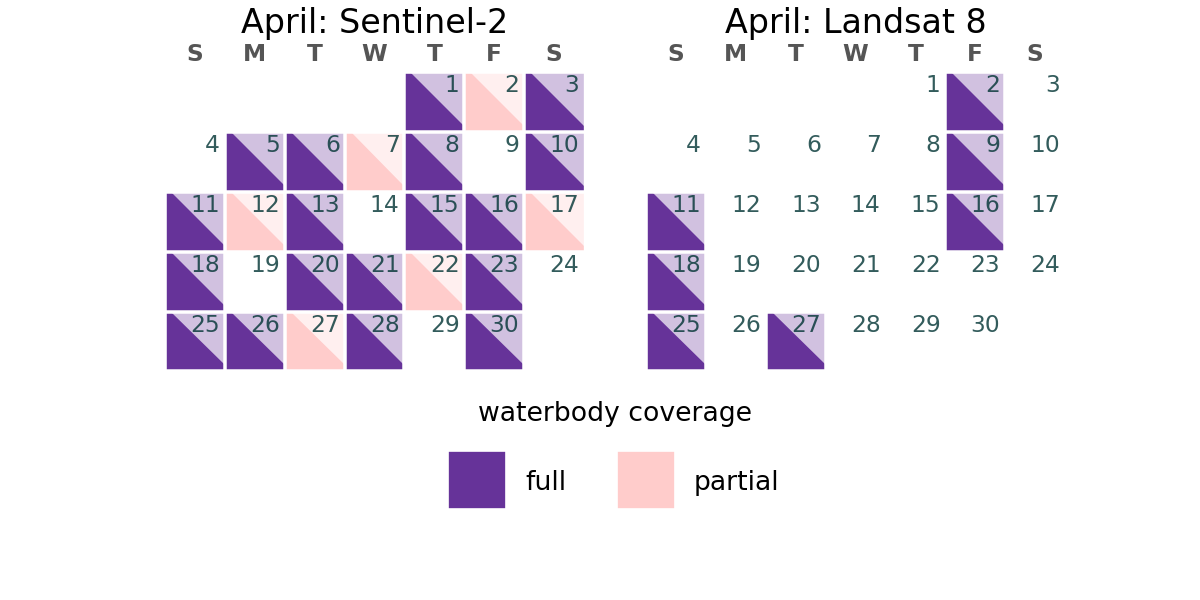 April: Sentinel-2
S M T W T F S
1 2 3
4 5 6 7 8 9 10
11 12 13 14 15 16 17
18 19 20 21 22 23 24
25 26 27 28 29 30
April: Landsat 8
S M T W T F S
1 2 3
4 5 6 7 8 9 10
11 12 13 14 15 16 17
18 19 20 21 22 23 24
25 26 27 28 29 30
waterbody coverage
full partial